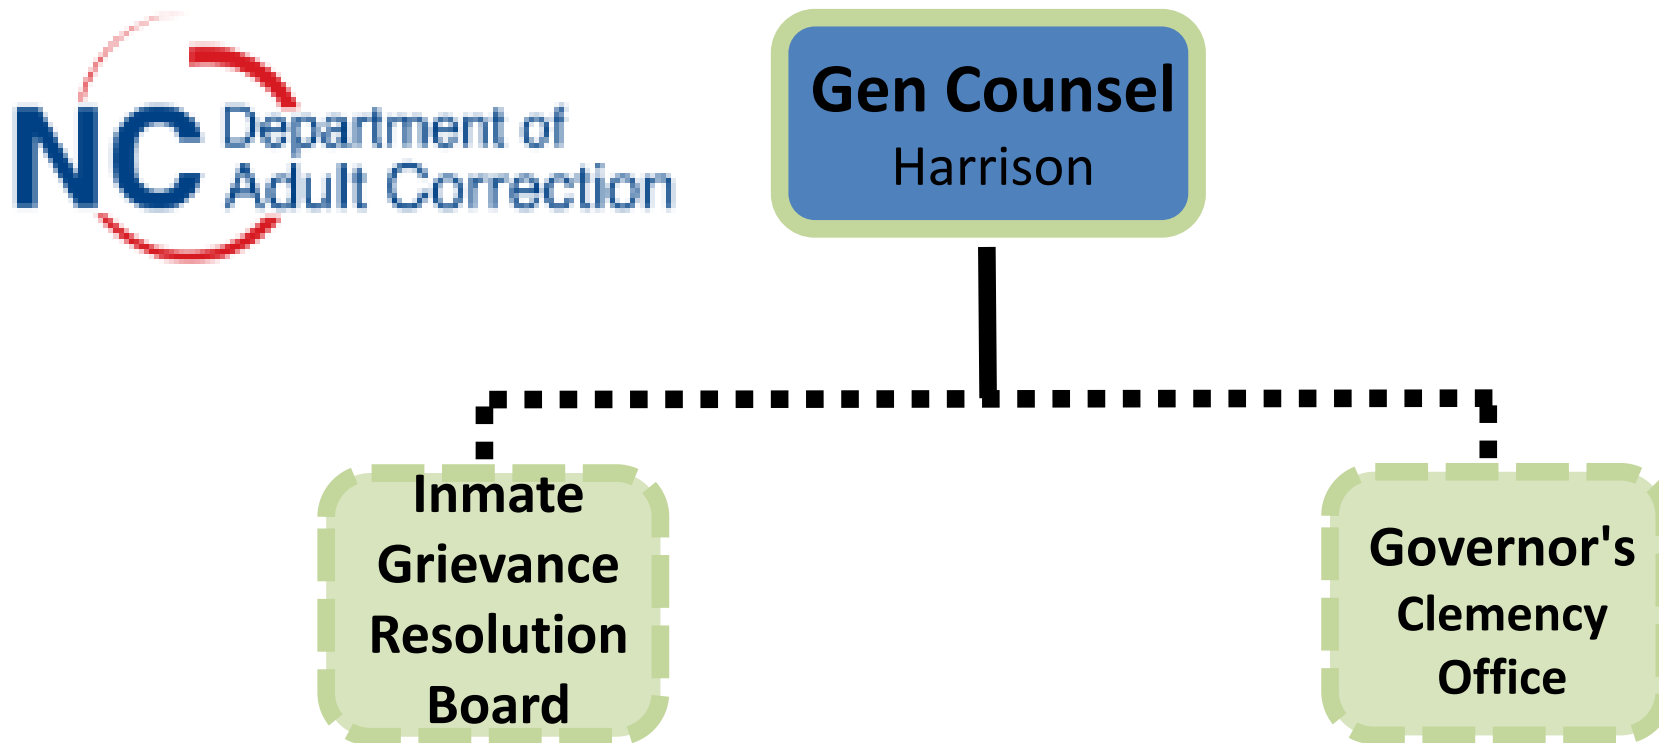 NC Department of
Adult Correction
Gen Counsel
Harrison
Inmate
Grievance
Resolution
Board
Governor's
Clemency
Office